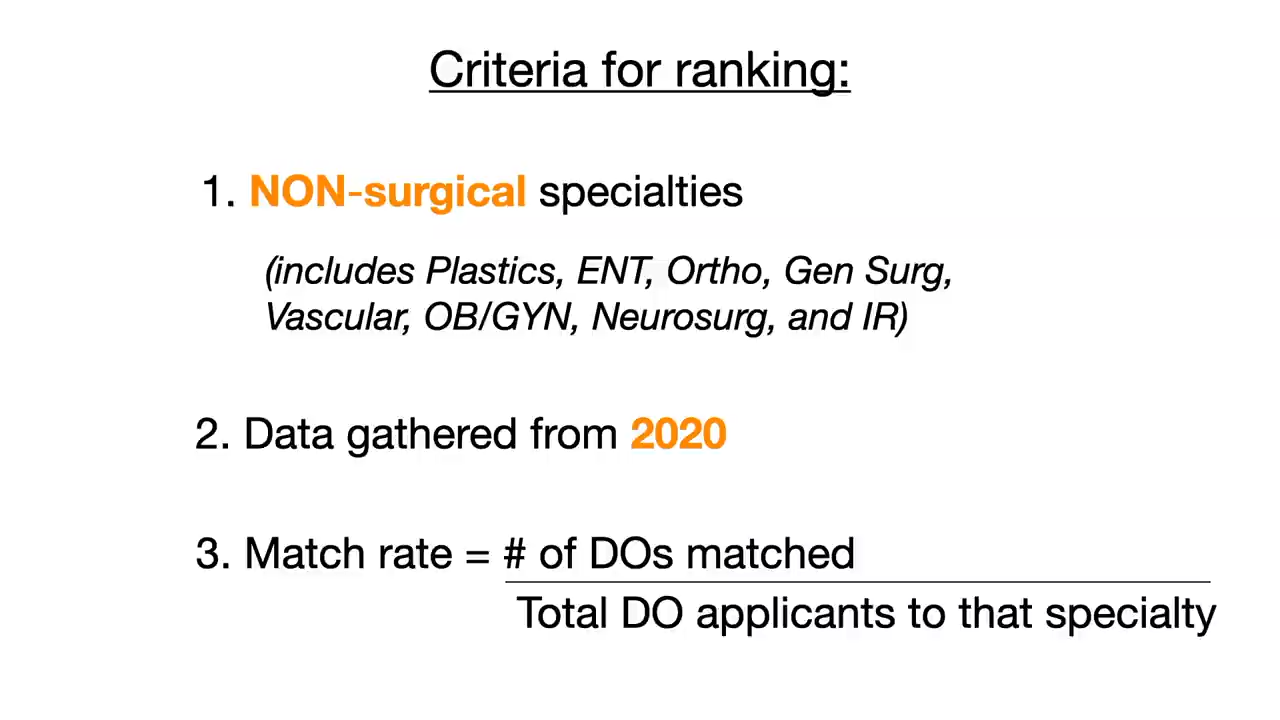 Criteria for ranking:
1. NON-surgical specialties
(includes Plastics, ENT, Ortho, Gen Surg,
Vascular, OB/GYN, Neurosurg, and IR)
2. Data gathered from 2020
3. Match rate = # of DOs matched
Total DO applicants to that specialty